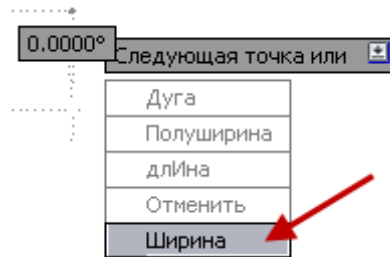 0.0000° Следующая точка или
Дуга
Полуширина
длИна
Отменить
Ширина